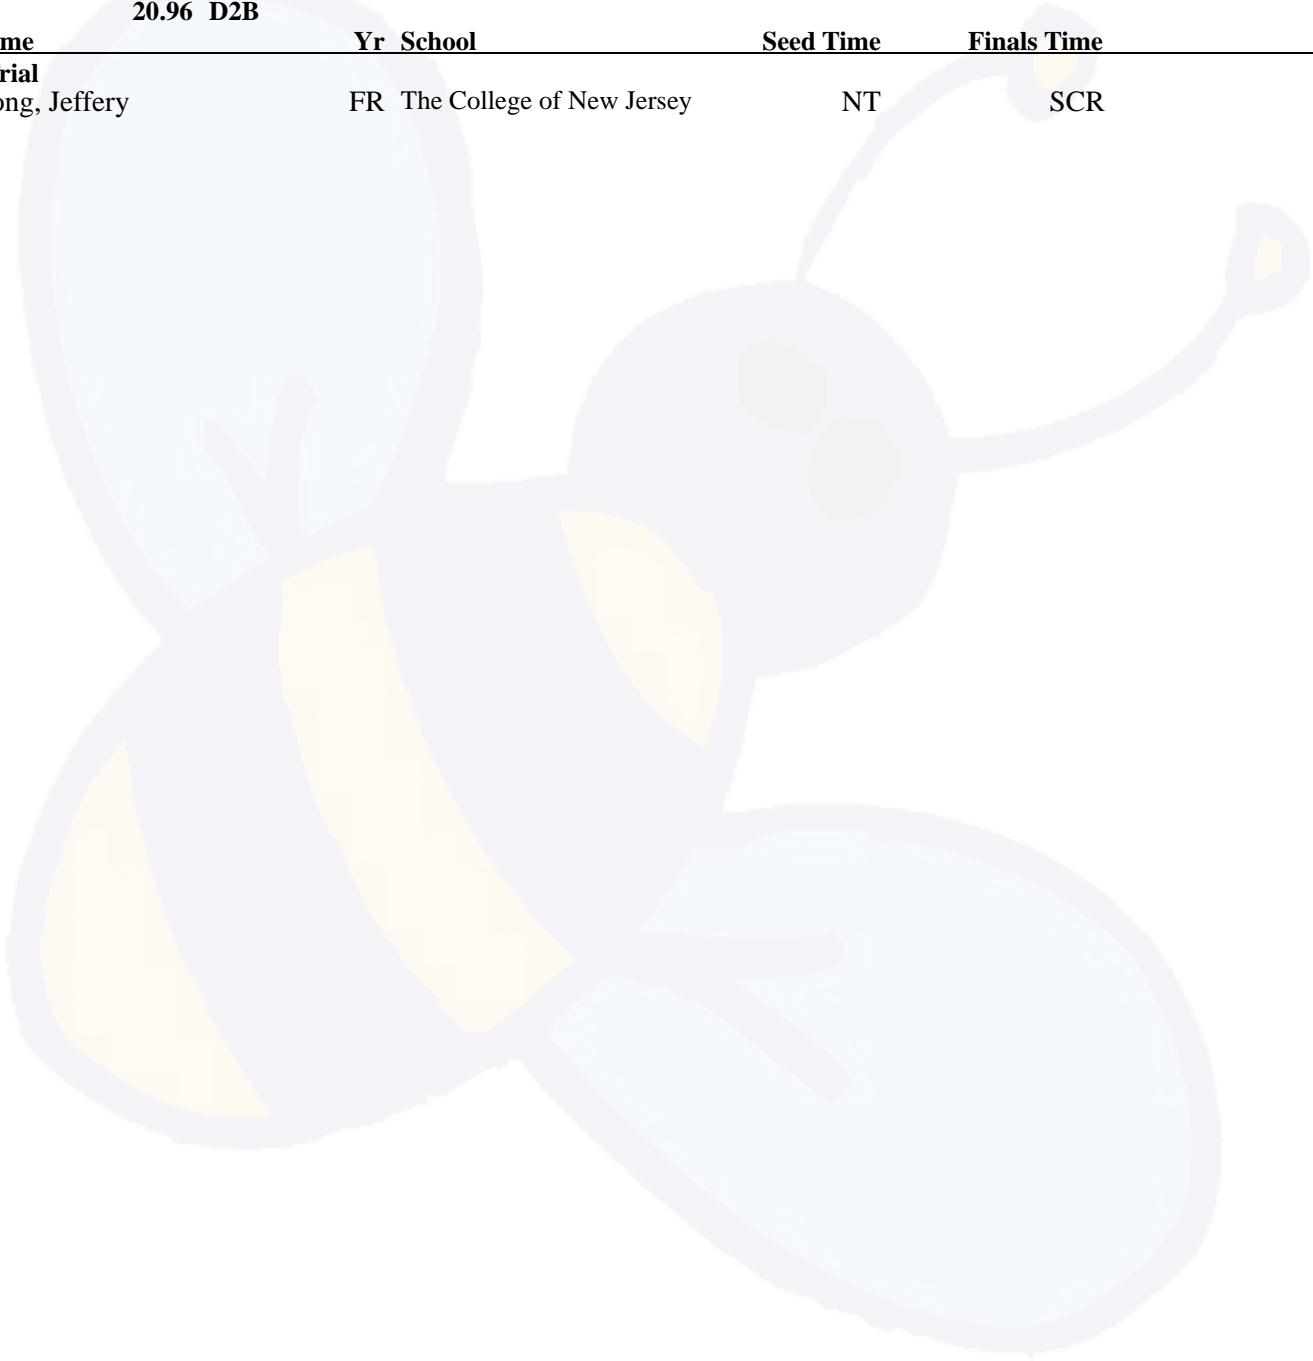 20.96 D2B
me Yr School Seed Time Finals Time
rial
ong, Jeffery FR The College of New Jersey NT SCR